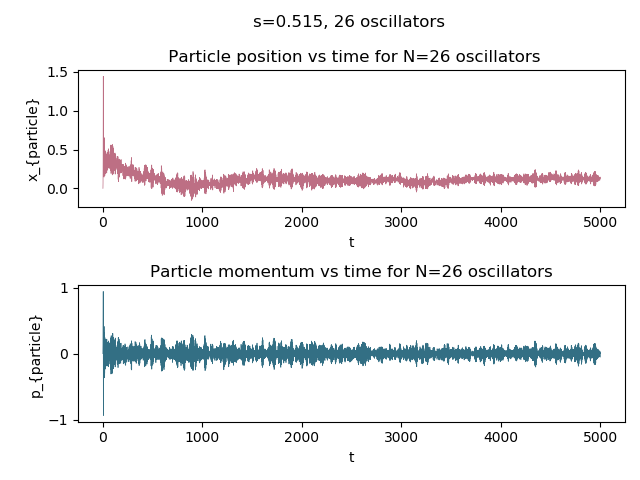 s=0.515, 26 oscillators
Particle position vs time for N=26 oscillators
1.5
1.0
0.5
0.0
x_{particle}
0 1000 2000 3000 4000 5000
t
Particle momentum vs time for N=26 oscillators
1
0
−1
p_{particle}
0 1000 2000 3000 4000 5000
t